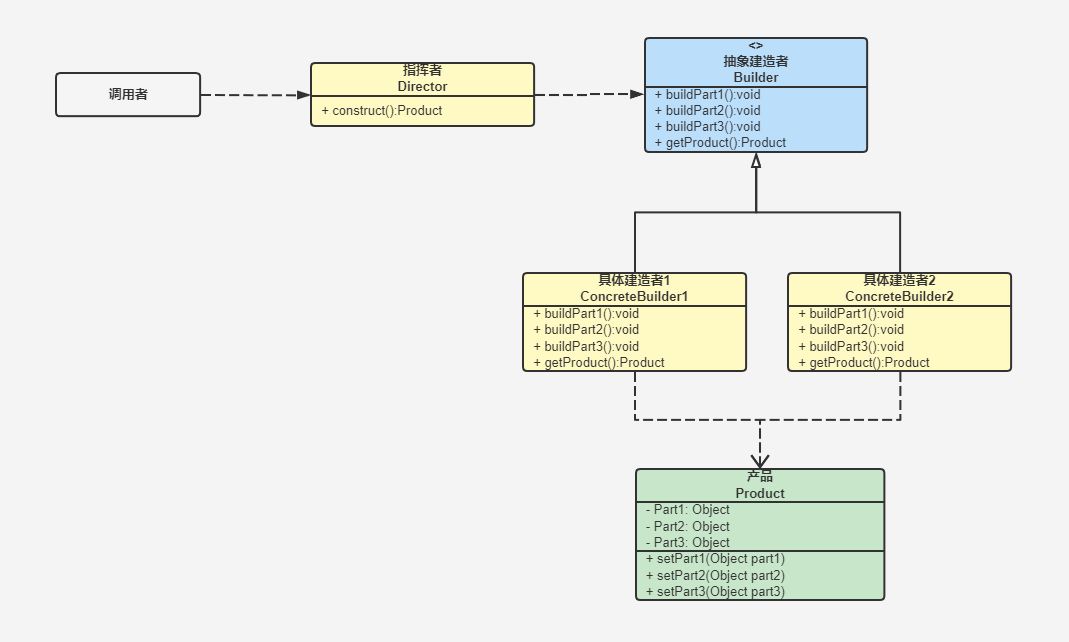 调用者
指挥者
Director
+ construct():Product
<>
抽象建造者
Builder
+ buildPart1():void
+ buildPart2():void
+ buildPart3():void
+ getProduct():Product
具体建造者1
ConcreteBuilder1
+ buildPart1():void
+ buildPart2():void
+ buildPart3():void
+ getProduct():Product
具体建造者2
ConcreteBuilder2
+ buildPart1():void
+ buildPart2():void
+ buildPart3():void
+ getProduct():Product
产品
Product
- Part1: Object
- Part2: Object
- Part3: Object
+ setPart1(Object part1)
+ setPart2(Object part2)
+ setPart3(Object part3)